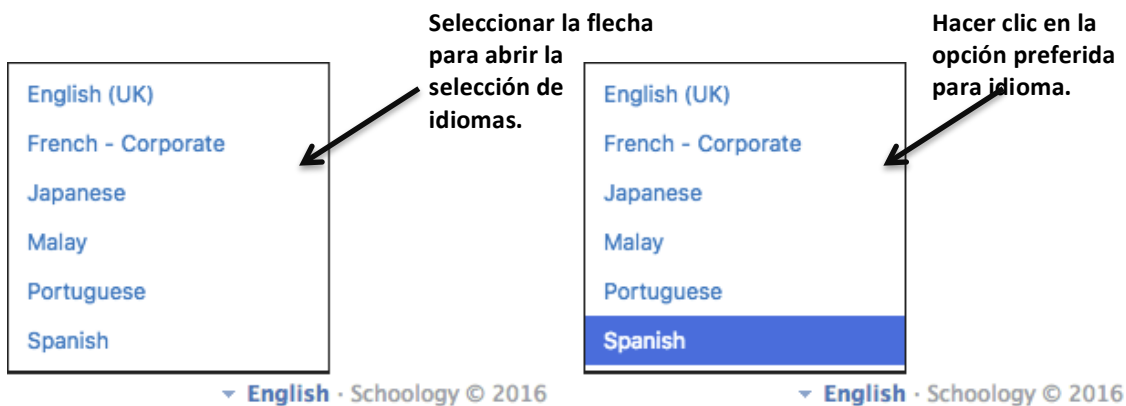 Seleccionar la flecha
para abrir la
selección de
idiomas.
English (UK)
French - Corporate
Japanese
Malay
Portuguese
Spanish
English · Schoology © 2016
Hacer clic en la
opción preferida
para idioma.
English (UK)
French - Corporate
Japanese
Malay
Portuguese
Spanish
English · Schoology © 2016